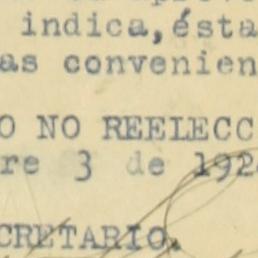 indica, ésta
as convenien
O NO REELECC
re 3 de 192
CRETARIO.